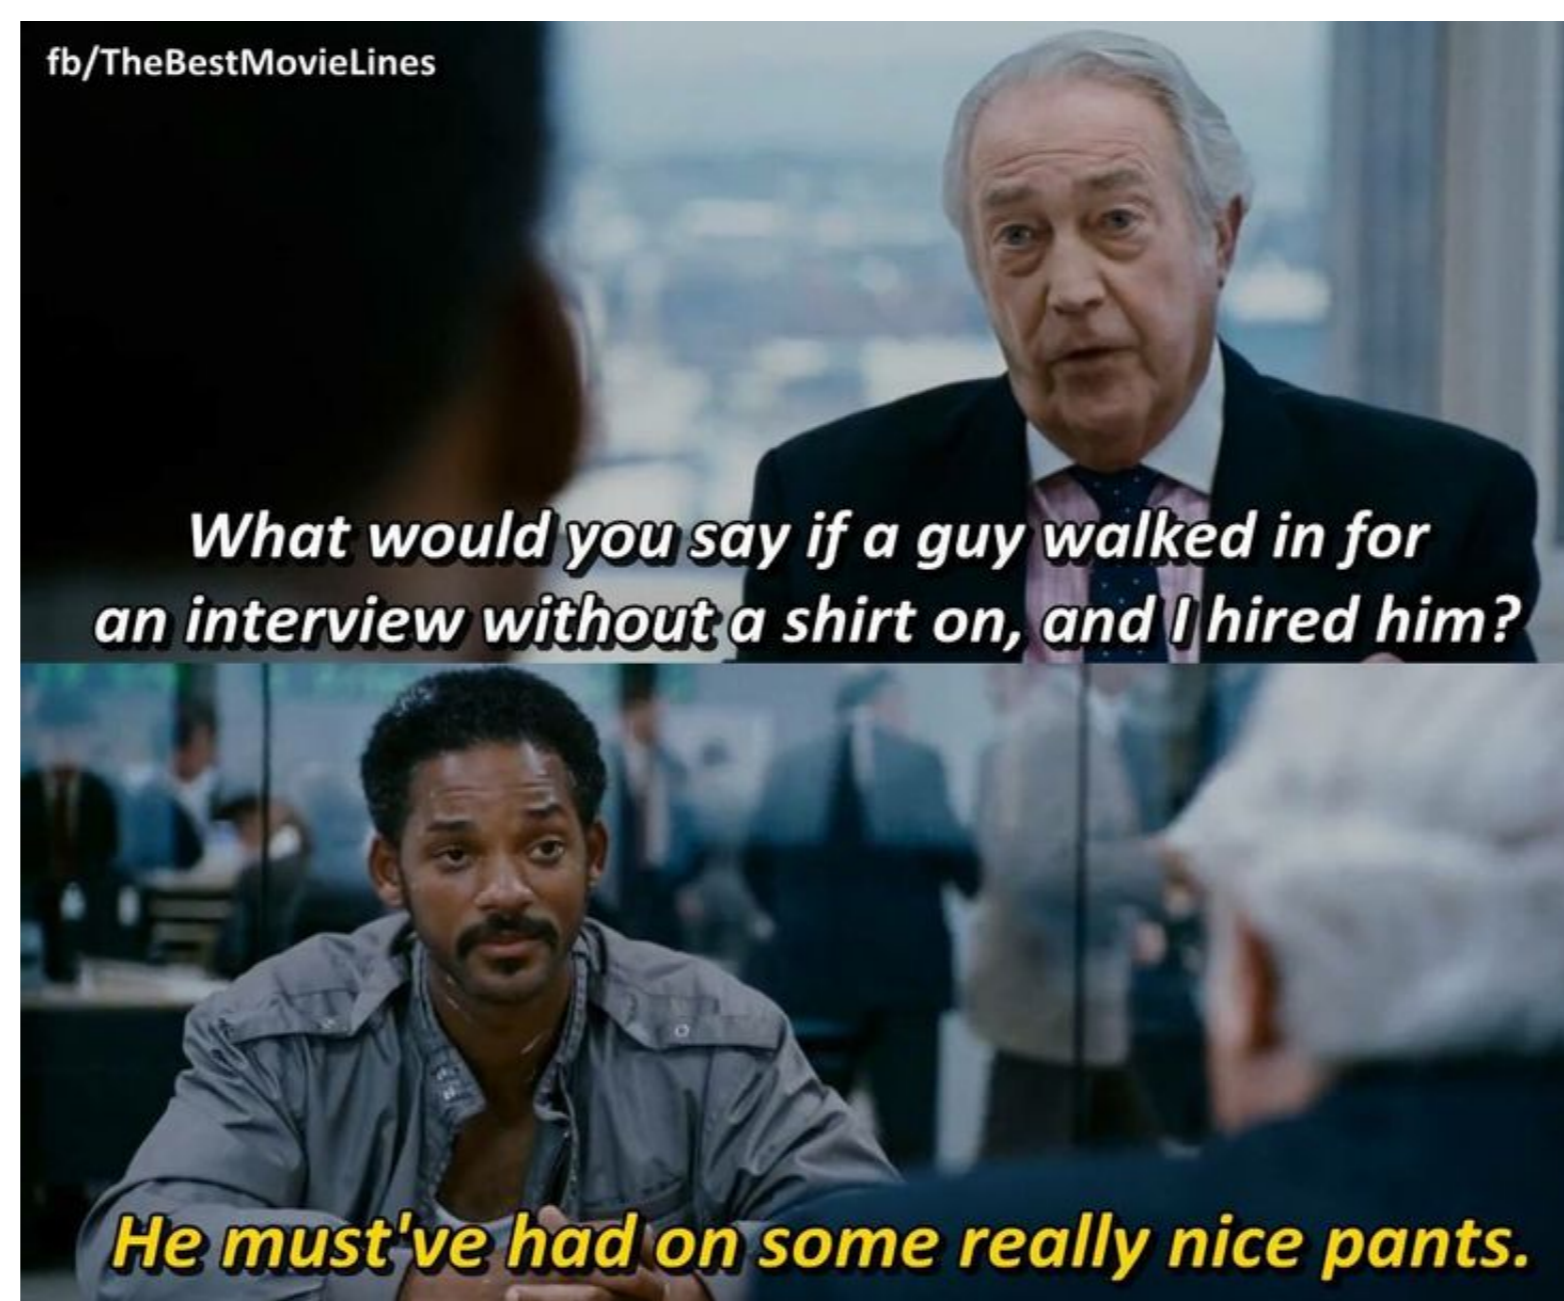 fb/TheBestMovieLines
What would you say if a guy walked in for
an interview without a shirt on, and I hired him?
He must've had on some really nice pants.